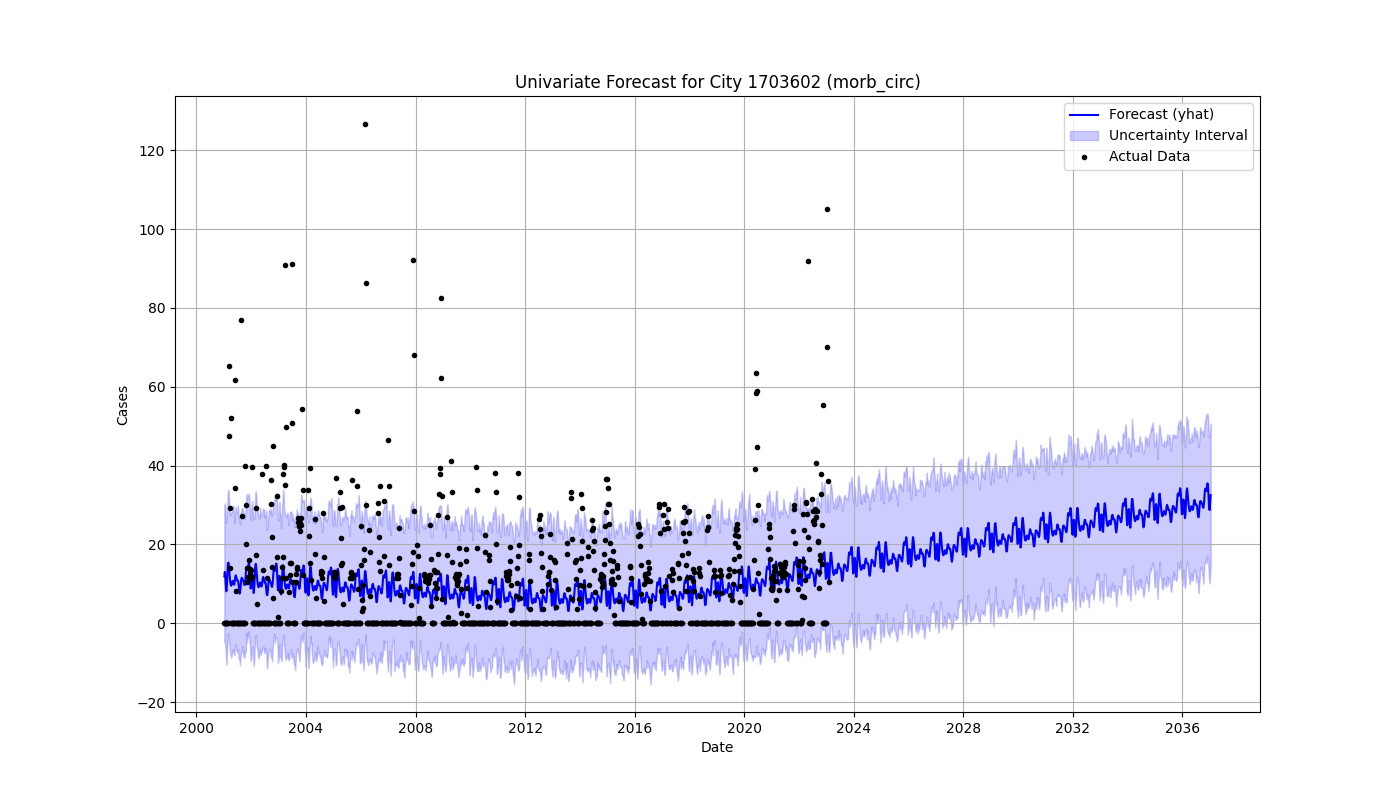 Univariate Forecast for City 1703602 (morb_circ)
Forecast (yhat)
Uncertainty Interval
Actual Data
Cases
120
100
80
60
40
20
0
−20
2000 2004 2008 2012 2016 2020 2024 2028 2032 2036
Date